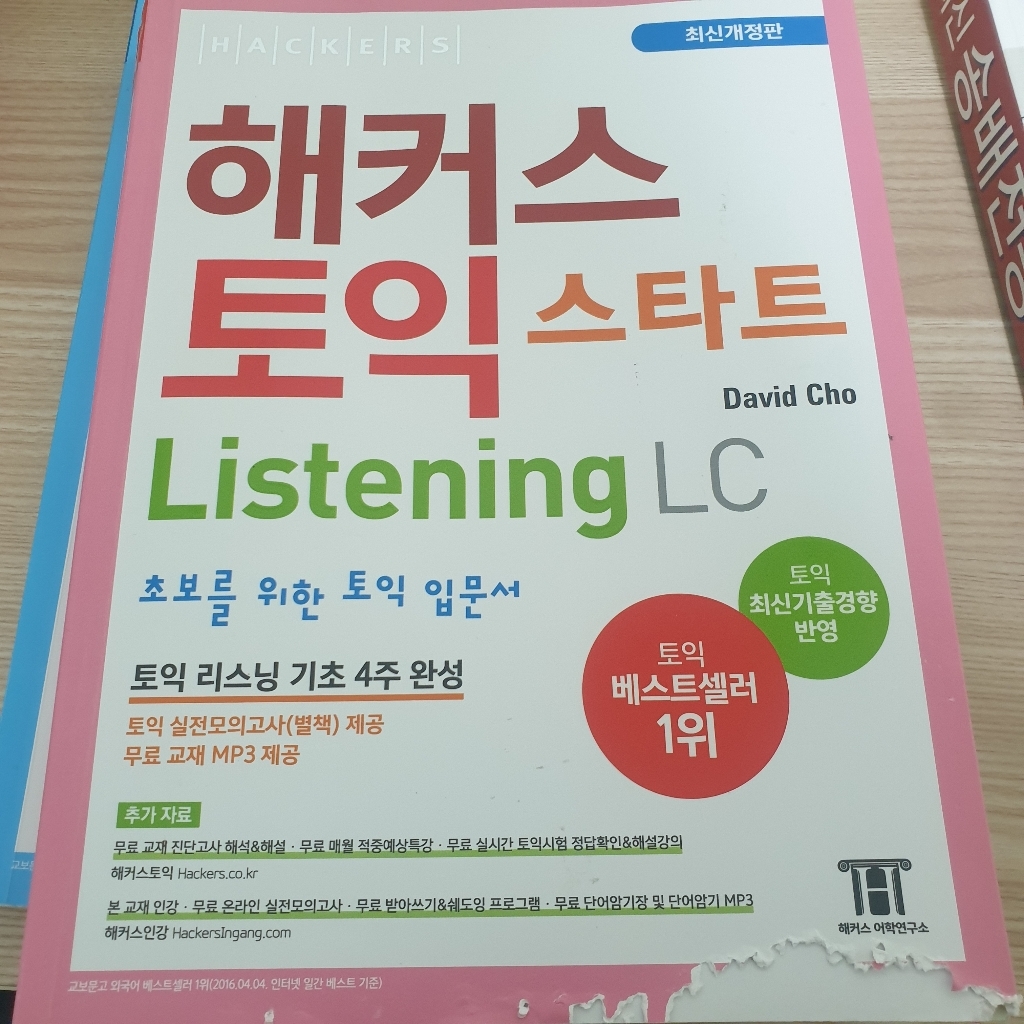 HACKERS
최신개정판
해커스
토익 스타트
David Cho
Listening LC
초보를 위한 토익 입문서
토익
최신기출경향
반영
토익
베스트셀러
1위
토익 리스닝 기초 4주 완성
토익 실전모의고사(별책) 제공
무료 교재 MP3 제공
추가 자료
무료 교재 진단고사 해석&해설 · 무료 매월 적중예상특강 · 무료 실시간 토익시험 정답확인&해설강의
해커스토익 Hackers.co.kr
본 교재 인강 · 무료 온라인 실전모의고사 · 무료 받아쓰기&쉐도잉 프로그램 · 무료 단어암기장 및 단어암기 MP3
해커스인강 HackersIngang.com
해커스 어학연구소
교보문고 외국어 베스트셀러 1위(2016.04.04. 인터넷 일간 베스트 기준)
교보
송배전